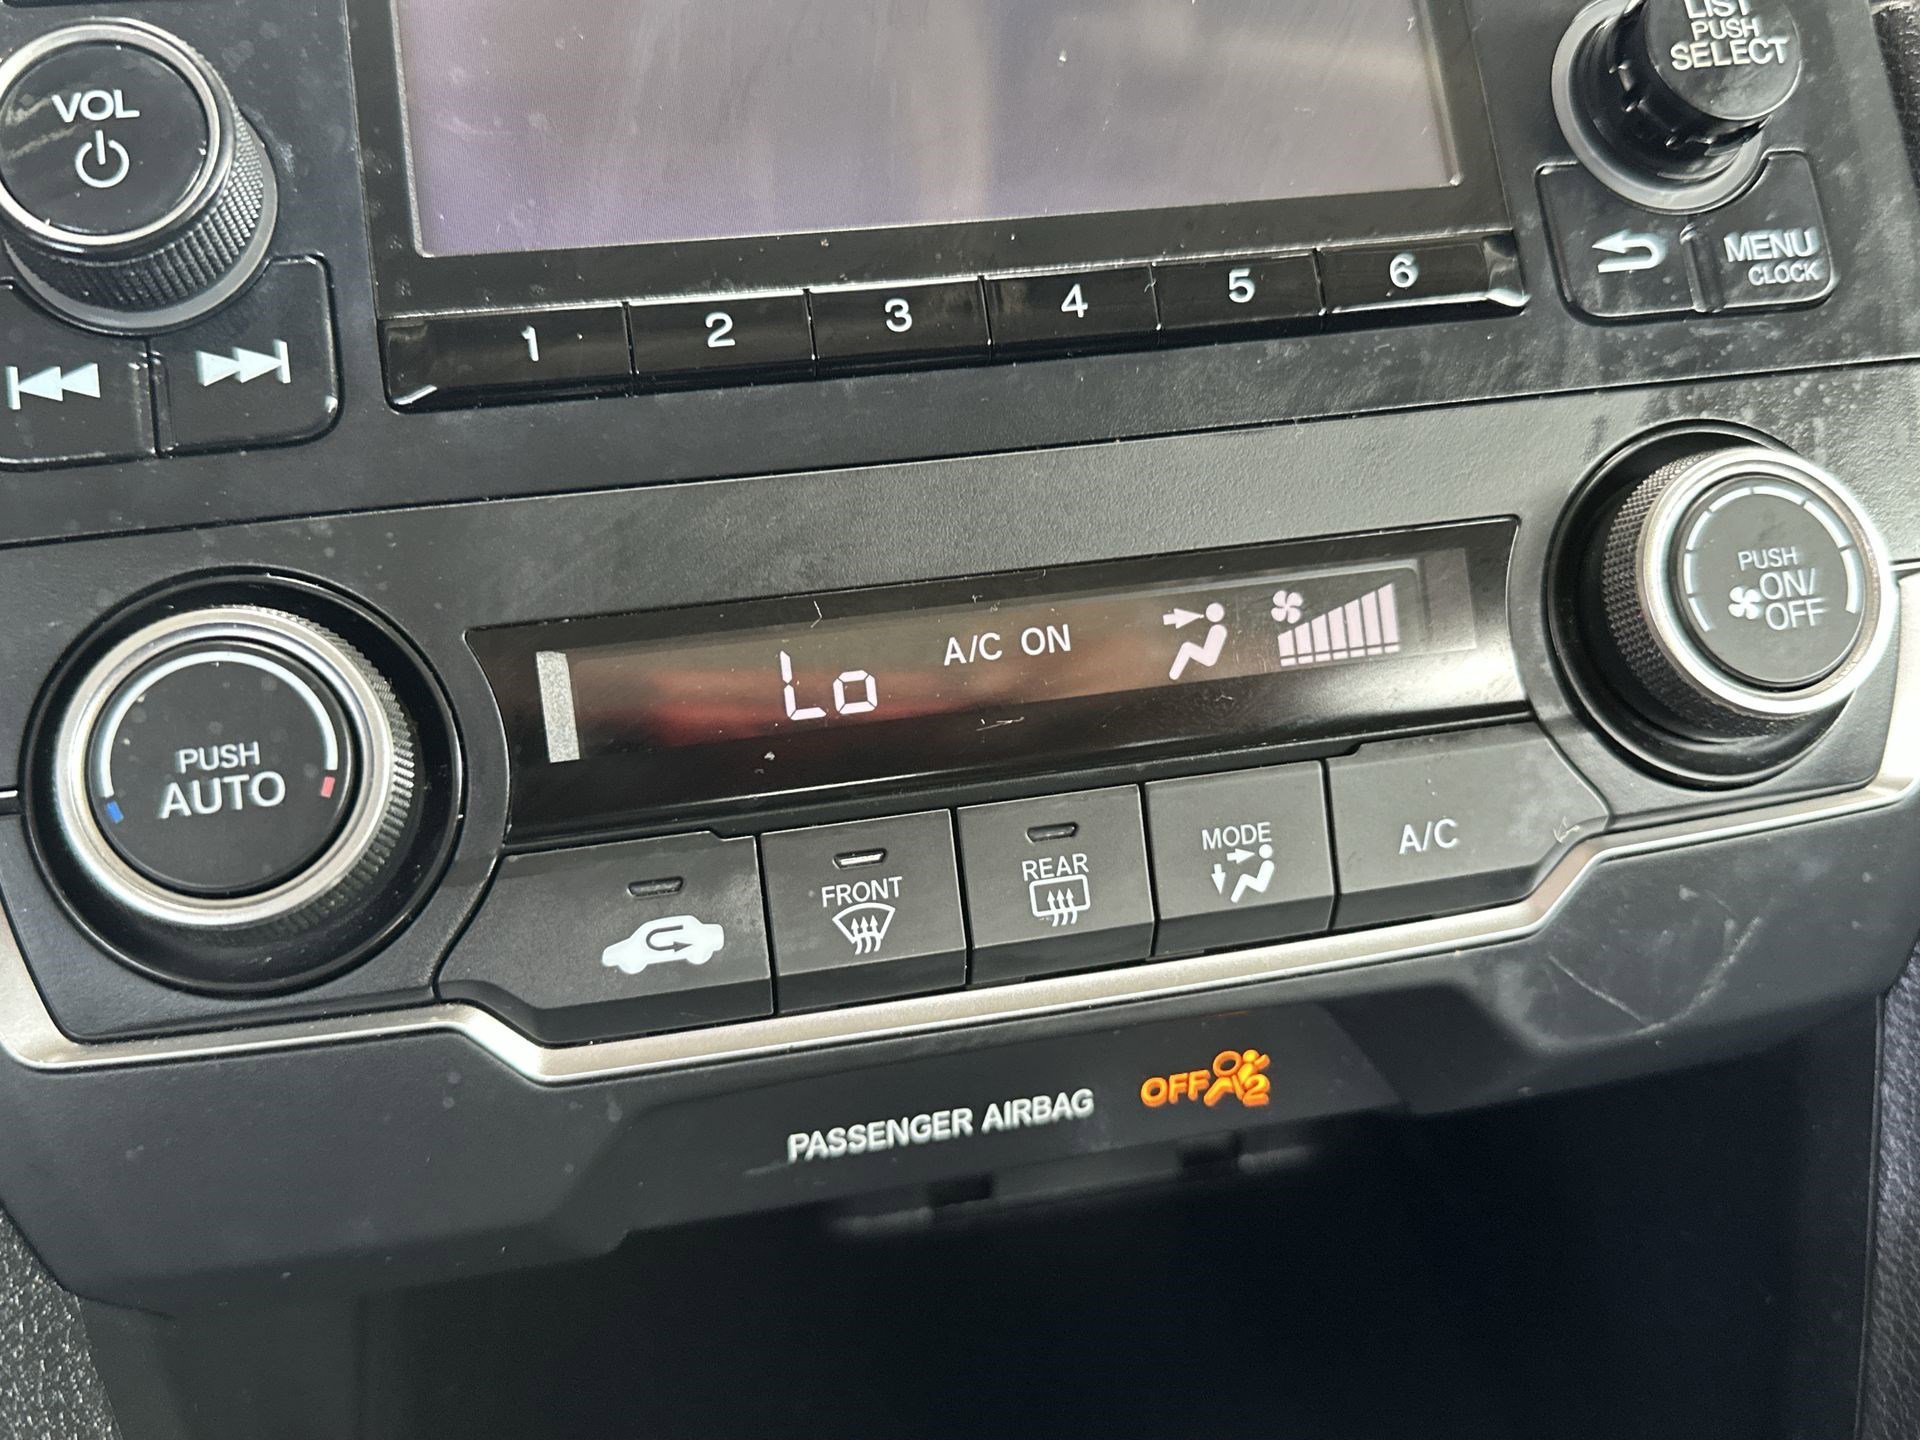 VOL
LIST
PUSH
SELECT
1 2 3 4 5 6
MENU
CLOCK
PUSH
AUTO
Lo A/C ON
PUSH
ON/
OFF
FRONT
REAR
MODE
A/C
PASSENGER AIRBAG OFF 2